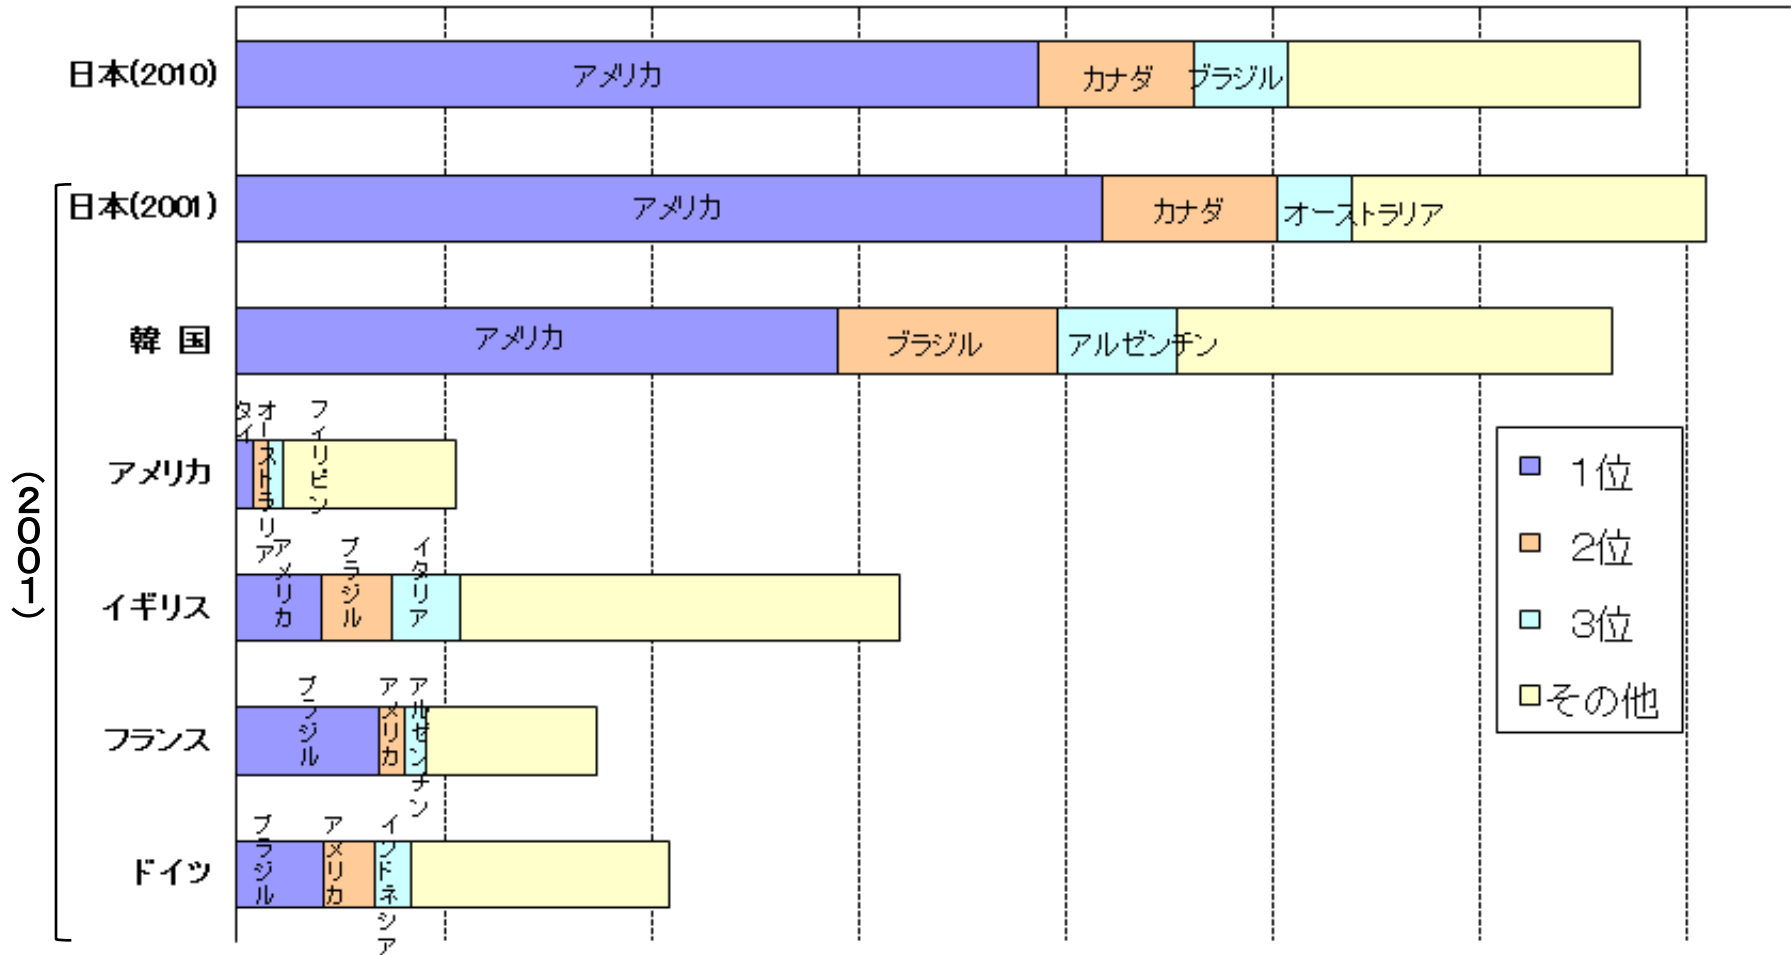 日本(2010)
アメリカ
カナダ
ブラジル
日本(2001)
アメリカ
カナダ
オーストラリア
韓 国
アメリカ
ブラジル
アルゼンチン
アメリカ
タイ
オーストラリア
フィリピン
イギリス
アメリカ
ブラジル
イタリア
フランス
ブラジル
アメリカ
アルゼンチン
ドイツ
ブラジル
アメリカ
インドネシア
(2001)
1位
2位
3位
その他